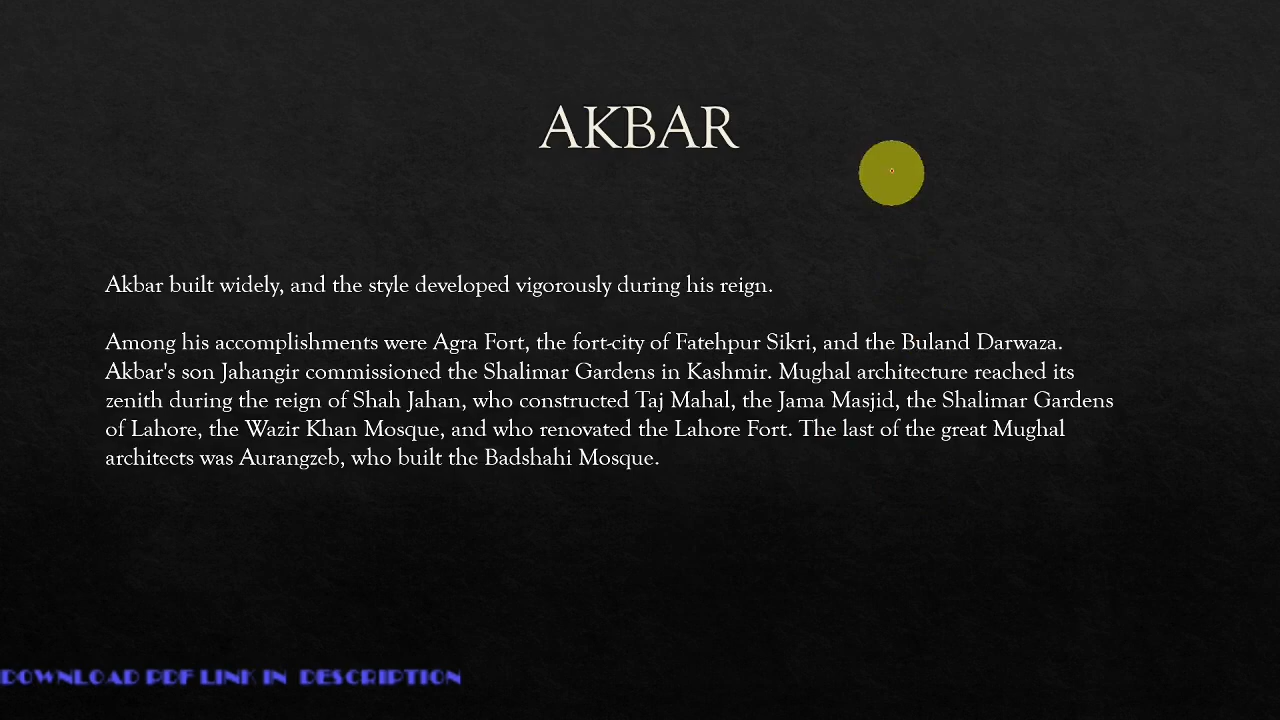 AKBAR
Akbar built widely, and the style developed vigorously during his reign.
Among his accomplishments were Agra Fort, the fort-city of Fatehpur Sikri, and the Buland Darwaza.
Akbar's son Jahangir commissioned the Shalimar Gardens in Kashmir. Mughal architecture reached its
zenith during the reign of Shah Jahan, who constructed Taj Mahal, the Jama Masjid, the Shalimar Gardens
of Lahore, the Wazir Khan Mosque, and who renovated the Lahore Fort. The last of the great Mughal
architects was Aurangzeb, who built the Badshahi Mosque.
DOWNLOAD PDF LINK IN DESCRIPTION